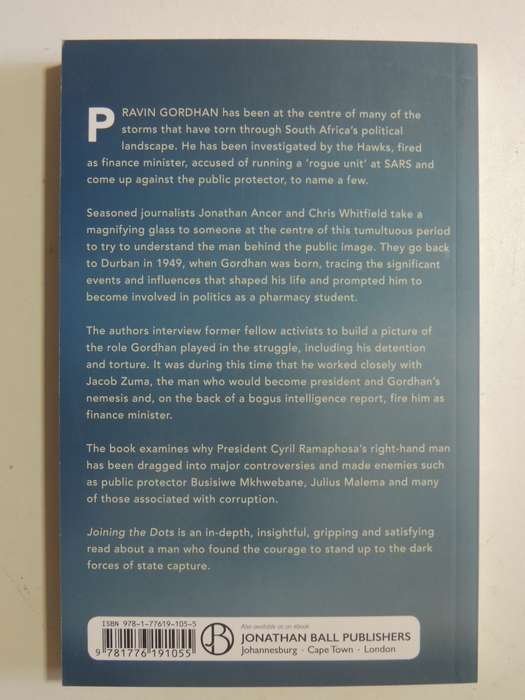 PRAVIN GORDHAN has been at the centre of many of the
storms that have torn through South Africa's political
landscape. He has been investigated by the Hawks, fired
as finance minister, accused of running a 'rogue unit' at SARS and
come up against the public protector, to name a few.
Seasoned journalists Jonathan Ancer and Chris Whitfield take a
magnifying glass to someone at the centre of this tumultuous period
to try to understand the man behind the public image. They go back
to Durban in 1949, when Gordhan was born, tracing the significant
events and influences that shaped his life and prompted him to
become involved in politics as a pharmacy student.
The authors interview former fellow activists to build a picture of
the role Gordhan played in the struggle, including his detention
and torture. It was during this time that he worked closely with
Jacob Zuma, the man who would become president and Gordhan's
nemesis and, on the back of a bogus intelligence report, fire him as
finance minister.
The book examines why President Cyril Ramaphosa's right-hand man
has been dragged into major controversies and made enemies such
as public protector Busisiwe Mkhwebane, Julius Malema and many
of those associated with corruption.
Joining the Dots is an in-depth, insightful, gripping and satisfying
read about a man who found the courage to stand up to the dark
forces of state capture.
ISBN 978-1-77619-105-5
9 781776 191055
Also available as an ebook
JB
JONATHAN BALL PUBLISHERS
Johannesburg · Cape Town · London